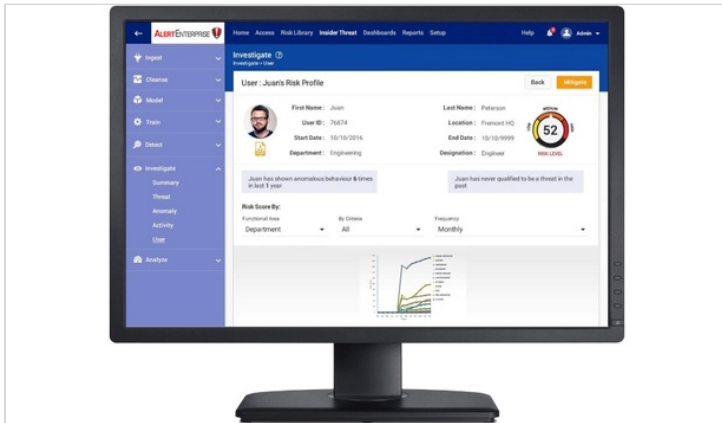 ← ALERTENTERPRISE Home Access Risk Library Insider Threat Dashboards Reports Setup Help Admin
Ingest
Cleanse
Model
Train
Detect
Investigate
Summary
Threat
Anomaly
Activity
User
Analyze
Investigate
Investigate • User
User : Juan's Risk Profile Back Mitigate
First Name : Juan Last Name : Peterson
User ID : 76874 Location : Fremont HQ
Start Date : 10/10/2016 End Date : 10/10/9999
Department : Engineering Designation : Engineer
MEDIUM
52
RISK LEVEL
Juan has shown anomalous behaviour 6 times
in last 1 year
Juan has never qualified to be a threat in the
past
Risk Score By:
Functional Area By Criteria Frequency
Department All Monthly